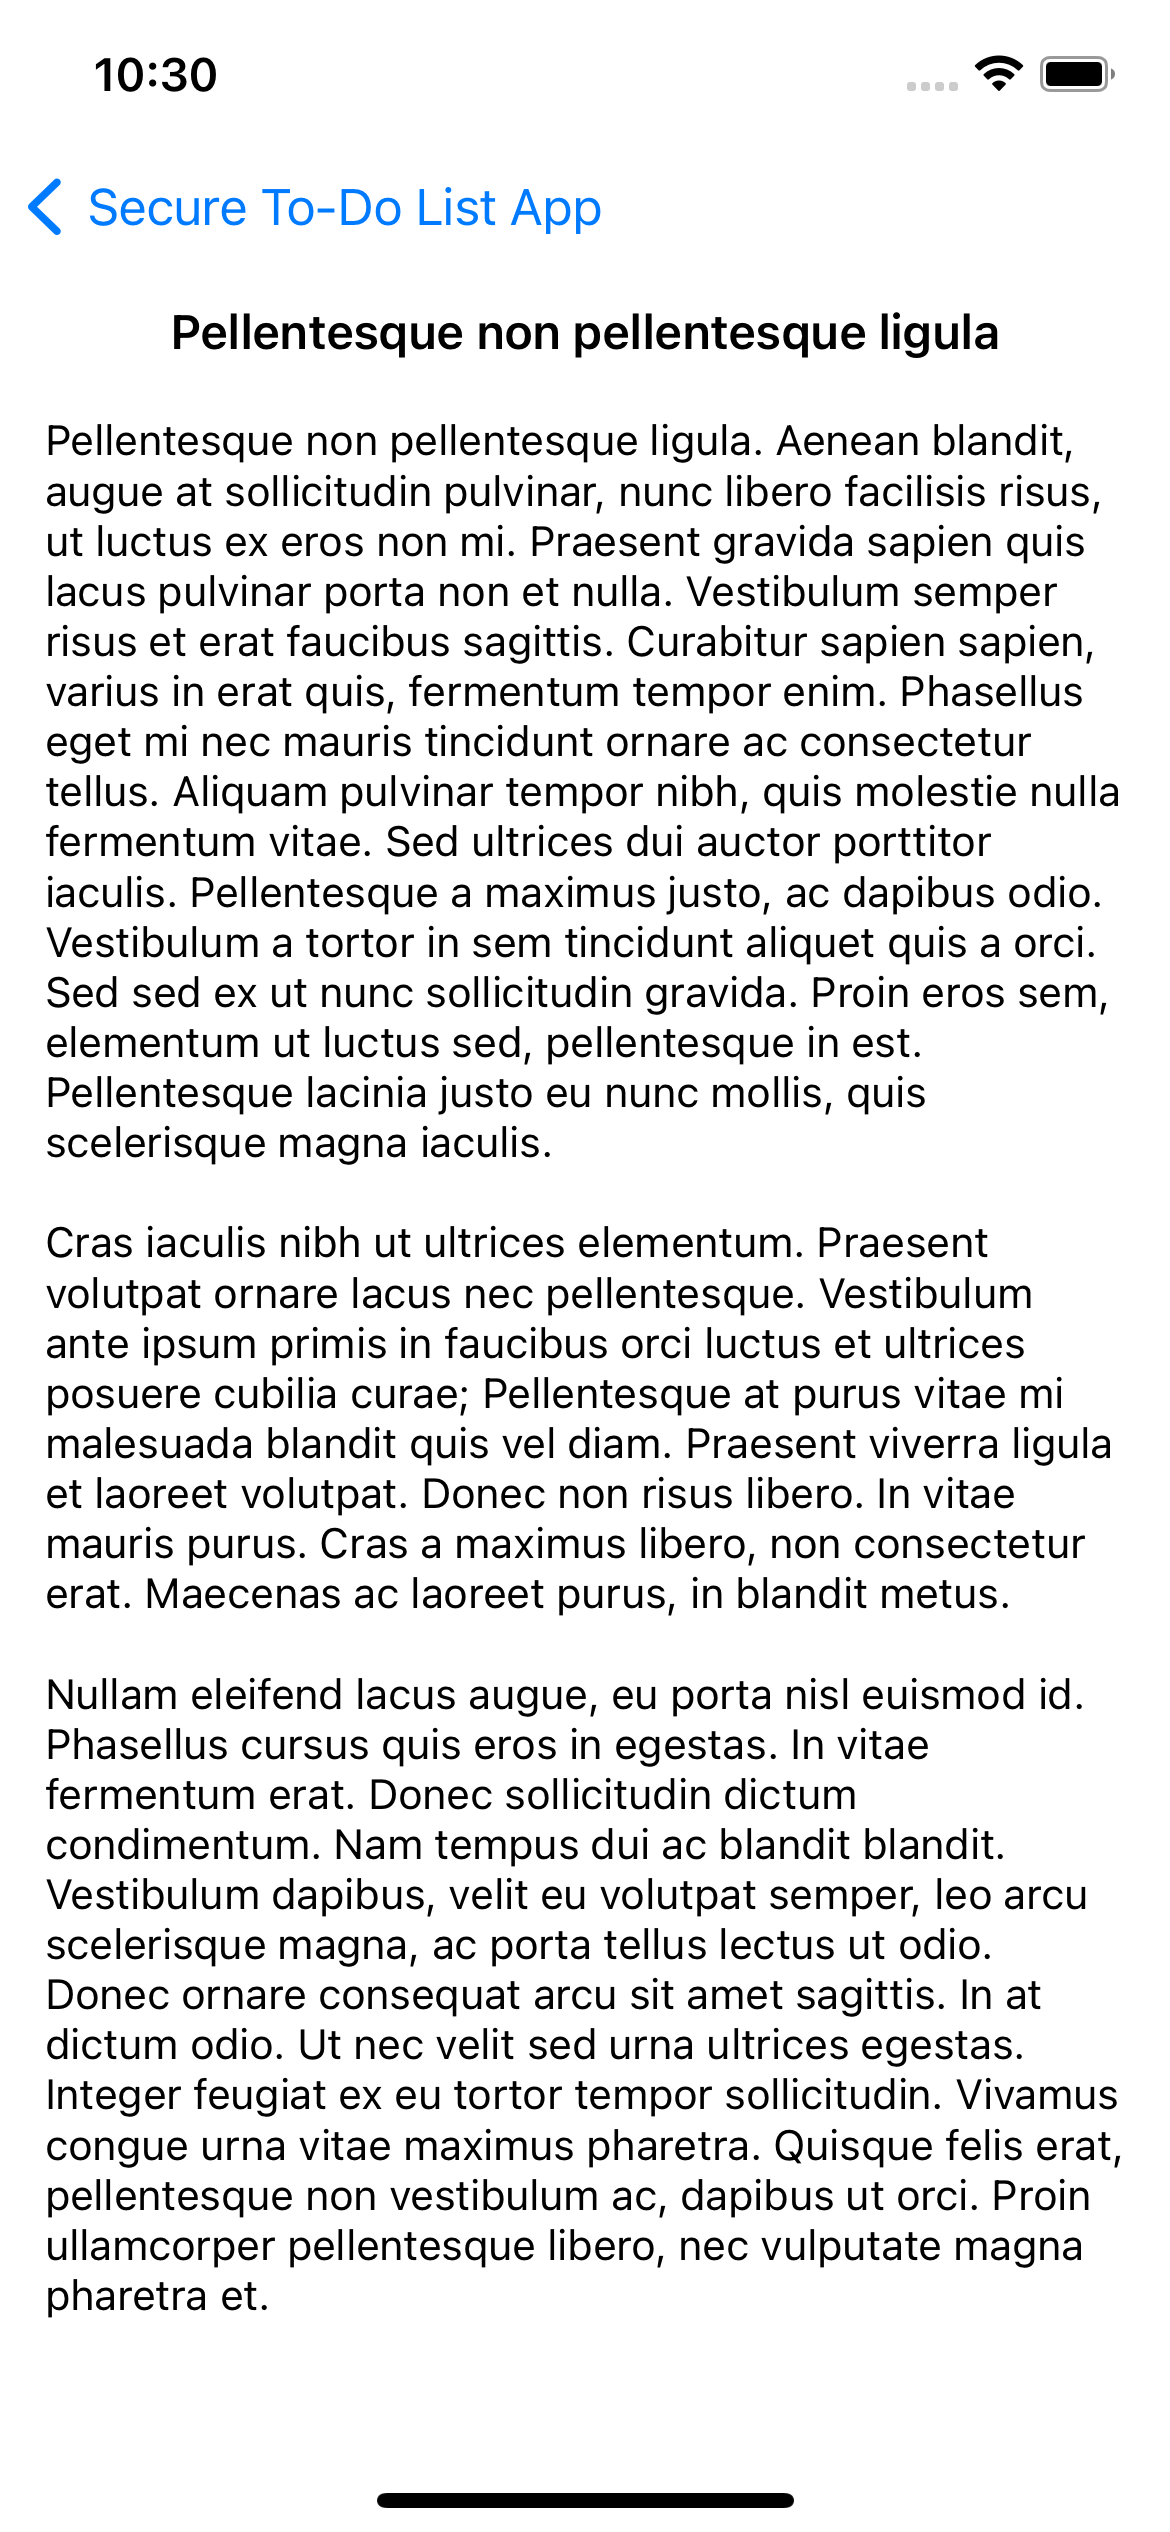 10:30
Secure To-Do List App
Pellentesque non pellentesque ligula
Pellentesque non pellentesque ligula. Aenean blandit,
augue at sollicitudin pulvinar, nunc libero facilisis risus,
ut luctus ex eros non mi. Praesent gravida sapien quis
lacus pulvinar porta non et nulla. Vestibulum semper
risus et erat faucibus sagittis. Curabitur sapien sapien,
varius in erat quis, fermentum tempor enim. Phasellus
eget mi nec mauris tincidunt ornare ac consectetur
tellus. Aliquam pulvinar tempor nibh, quis molestie nulla
fermentum vitae. Sed ultrices dui auctor porttitor
iaculis. Pellentesque a maximus justo, ac dapibus odio.
Vestibulum a tortor in sem tincidunt aliquet quis a orci.
Sed sed ex ut nunc sollicitudin gravida. Proin eros sem,
elementum ut luctus sed, pellentesque in est.
Pellentesque lacinia justo eu nunc mollis, quis
scelerisque magna iaculis.
Cras iaculis nibh ut ultrices elementum. Praesent
volutpat ornare lacus nec pellentesque. Vestibulum
ante ipsum primis in faucibus orci luctus et ultrices
posuere cubilia curae; Pellentesque at purus vitae mi
malesuada blandit quis vel diam. Praesent viverra ligula
et laoreet volutpat. Donec non risus libero. In vitae
mauris purus. Cras a maximus libero, non consectetur
erat. Maecenas ac laoreet purus, in blandit metus.
Nullam eleifend lacus augue, eu porta nisl euismod id.
Phasellus cursus quis eros in egestas. In vitae
fermentum erat. Donec sollicitudin dictum
condimentum. Nam tempus dui ac blandit blandit.
Vestibulum dapibus, velit eu volutpat semper, leo arcu
scelerisque magna, ac porta tellus lectus ut odio.
Donec ornare consequat arcu sit amet sagittis. In at
dictum odio. Ut nec velit sed urna ultrices egestas.
Integer feugiat ex eu tortor tempor sollicitudin. Vivamus
congue urna vitae maximus pharetra. Quisque felis erat,
pellentesque non vestibulum ac, dapibus ut orci. Proin
ullamcorper pellentesque libero, nec vulputate magna
pharetra et.